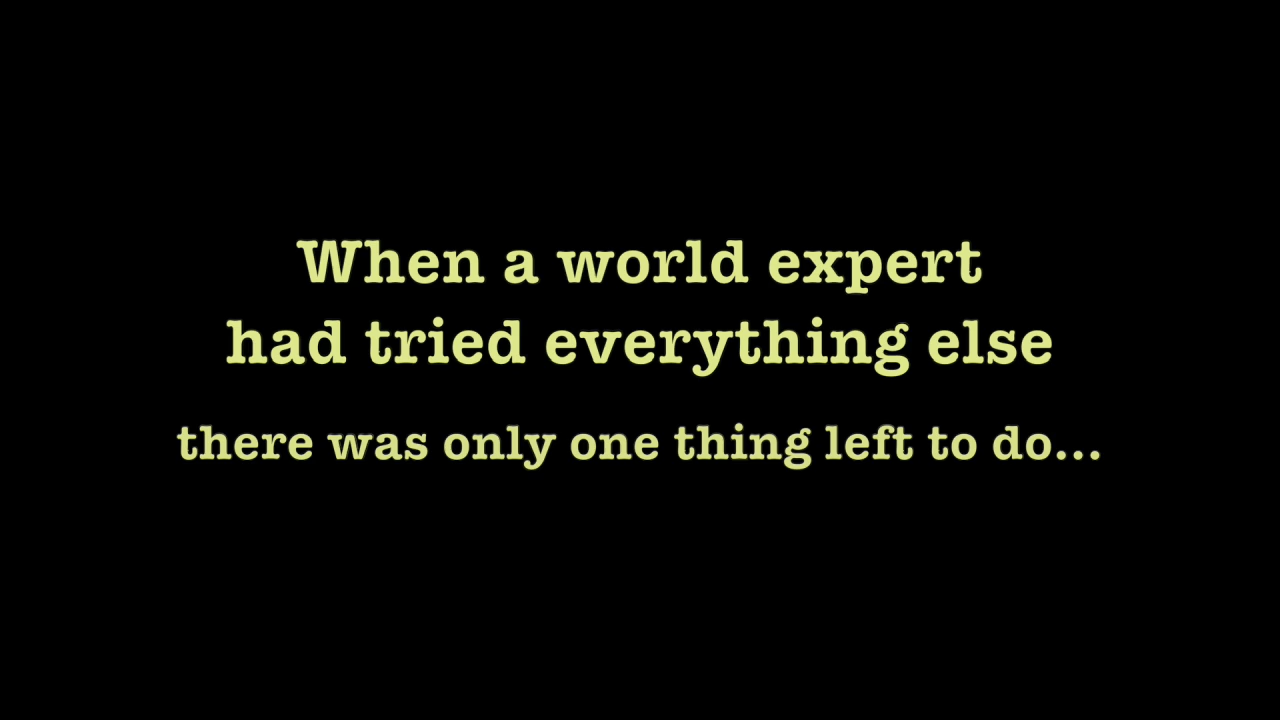 When a world expert
had tried everything else
there was only one thing left to do...